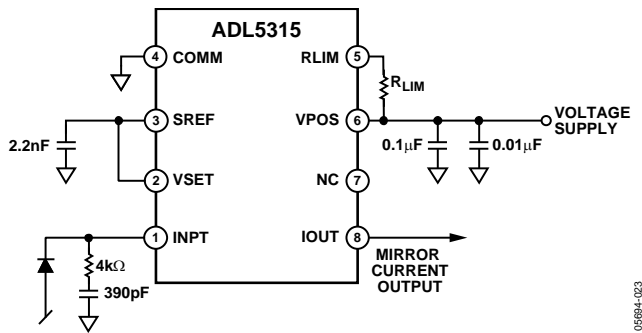 ADL5315
4 COMM
RLIM 5
R_LIM
3 SREF
VPOS 6
VOLTAGE
SUPPLY
2.2nF
0.1µF
0.01µF
2 VSET
NC 7
1 INPT
IOUT 8
4kΩ
MIRROR
CURRENT
OUTPUT
390pF
05694-023